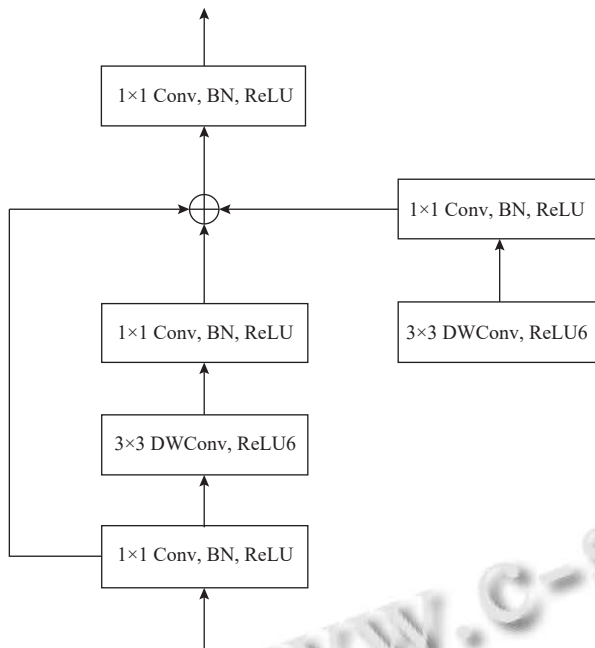 1×1 Conv, BN, ReLU
1×1 Conv, BN, ReLU
1×1 Conv, BN, ReLU
3×3 DWConv, ReLU6
3×3 DWConv, ReLU6
1×1 Conv, BN, ReLU
www.c-s